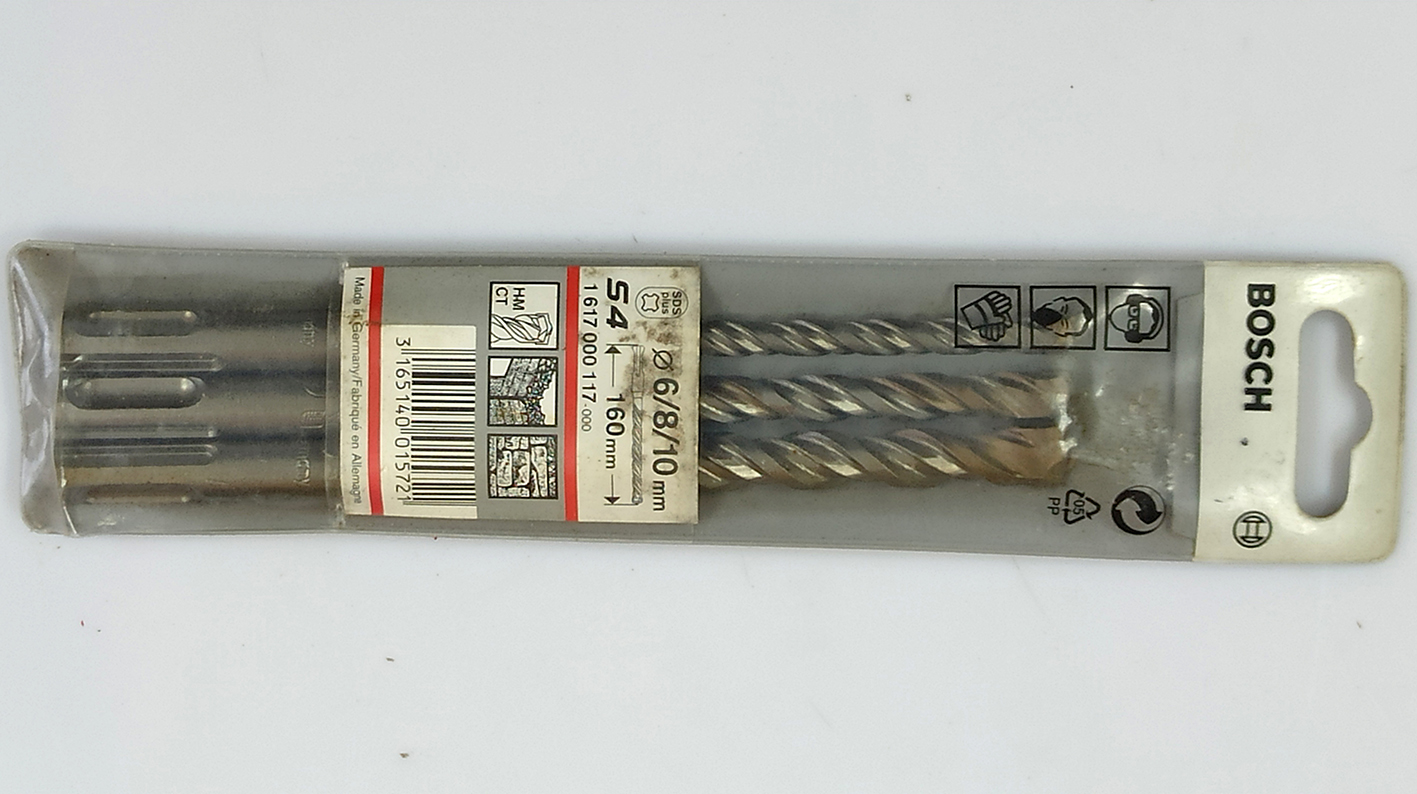 BOSCH
05
PP
SDS
plus
S4
Ø 6/8/10 mm
160 mm
1 617 000 117 - 000
HM
CT
3 165140 015721
Made in Germany/Fabriqué en Allemagne